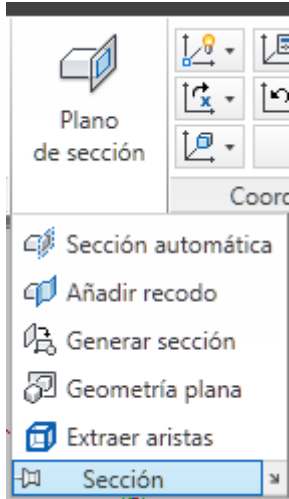 Plano
de sección
Coord
Sección automática
Añadir recodo
Generar sección
Geometría plana
Extraer aristas
Sección